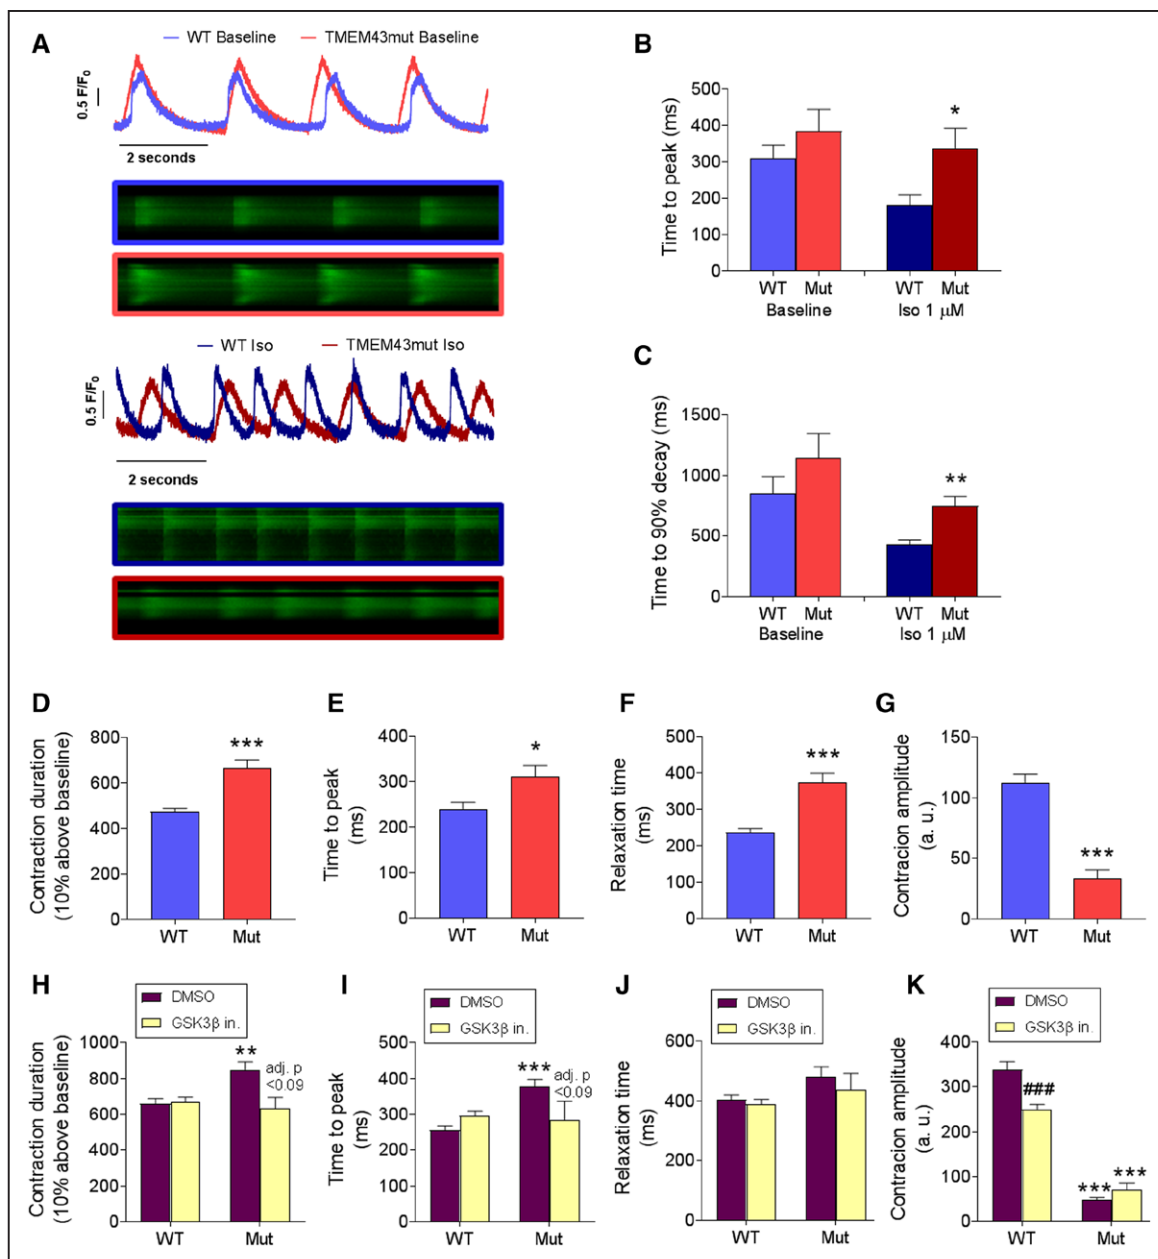 A
WT Baseline TMEM43mut Baseline
0.5 F/F0
2 seconds
WT Iso TMEM43mut Iso
0.5 F/F0
2 seconds
B
Time to peak (ms)
500
400
300
200
100
0
WT Mut WT Mut
Baseline Iso 1 μM
*
C
Time to 90% decay (ms)
1500
1000
500
0
WT Mut WT Mut
Baseline Iso 1 μM
**
D
Contraction duration
(10% above baseline)
800
600
400
200
0
WT Mut
***
E
Time to peak
(ms)
400
300
200
100
0
WT Mut
*
F
Relaxation time
(ms)
500
400
300
200
100
0
WT Mut
***
G
Contracion amplitude
(a. u.)
150
100
50
0
WT Mut
***
H
DMSO
GSK3β in.
Contraction duration
(10% above baseline)
1000
800
600
400
200
0
WT Mut
**
adj. p
<0.09
I
DMSO
GSK3β in.
Time to peak
(ms)
500
400
300
200
100
0
WT Mut
***
adj. p
<0.09
J
DMSO
GSK3β in.
Relaxation time
(ms)
600
400
200
0
WT Mut
K
DMSO
GSK3β in.
Contracion amplitude
(a. u.)
400
300
200
100
0
WT Mut
###
***
***